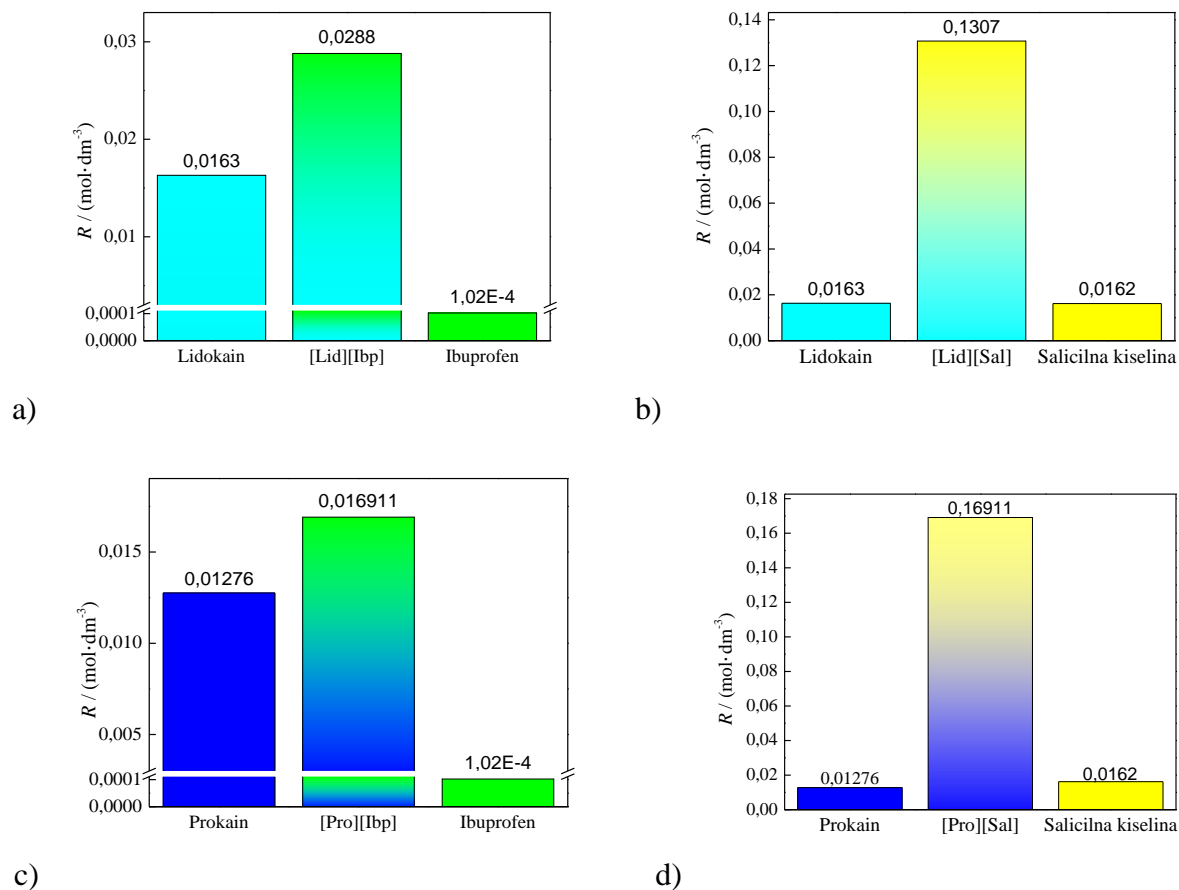 0,03
0,02
0,01
0,0001
0,0000
R / (mol·dm⁻³)
0,0163
0,0288
1,02E-4
Lidokain [Lid][Ibp] Ibuprofen
a)
0,14
0,12
0,10
0,08
0,06
0,04
0,02
0,00
R / (mol·dm⁻³)
0,0163
0,1307
0,0162
Lidokain [Lid][Sal] Salicilna kiselina
b)
0,015
0,010
0,005
0,0001
0,0000
R / (mol·dm⁻³)
0,01276
0,016911
1,02E-4
Prokain [Pro][Ibp] Ibuprofen
c)
0,18
0,16
0,14
0,12
0,10
0,08
0,06
0,04
0,02
0,00
R / (mol·dm⁻³)
0,01276
0,16911
0,0162
Prokain [Pro][Sal] Salicilna kiselina
d)